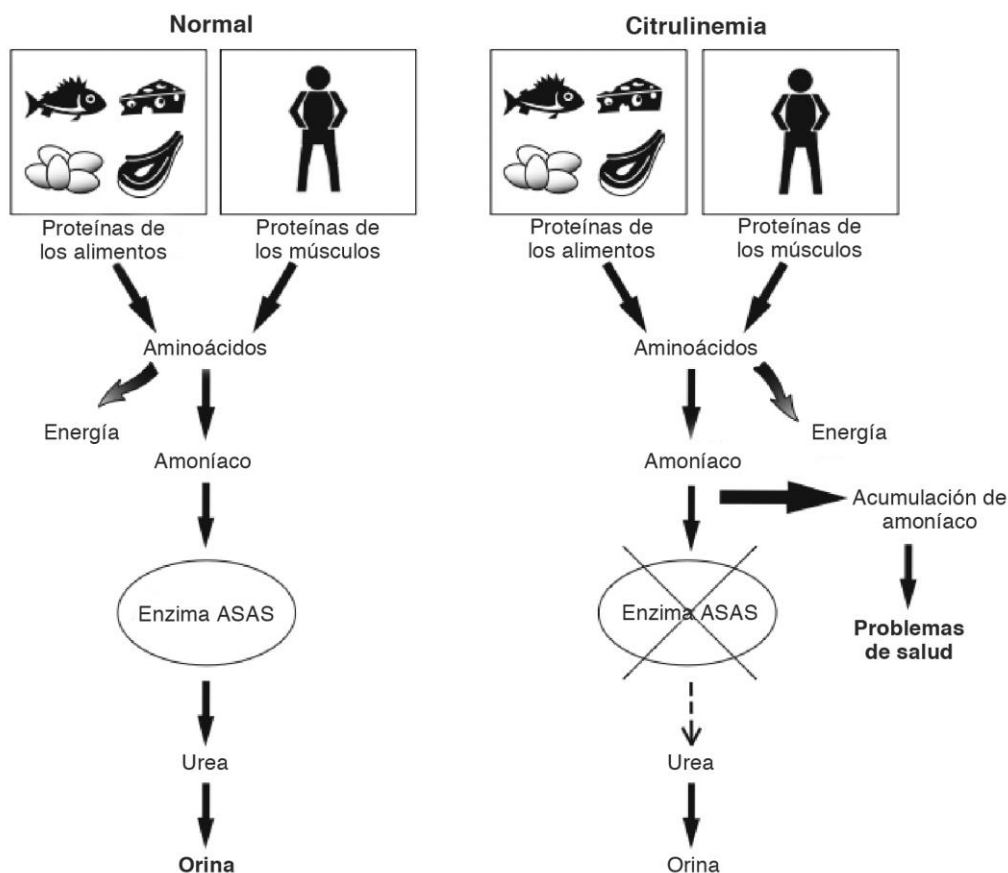 Normal
Proteínas de
los alimentos
Proteínas de
los músculos
Aminoácidos
Energía
Amoníaco
Enzima ASAS
Urea
Orina
Citrulinemia
Proteínas de
los alimentos
Proteínas de
los músculos
Aminoácidos
Energía
Amoníaco
Acumulación de
amoníaco
Enzima ASAS
Problemas
de salud
Urea
Orina